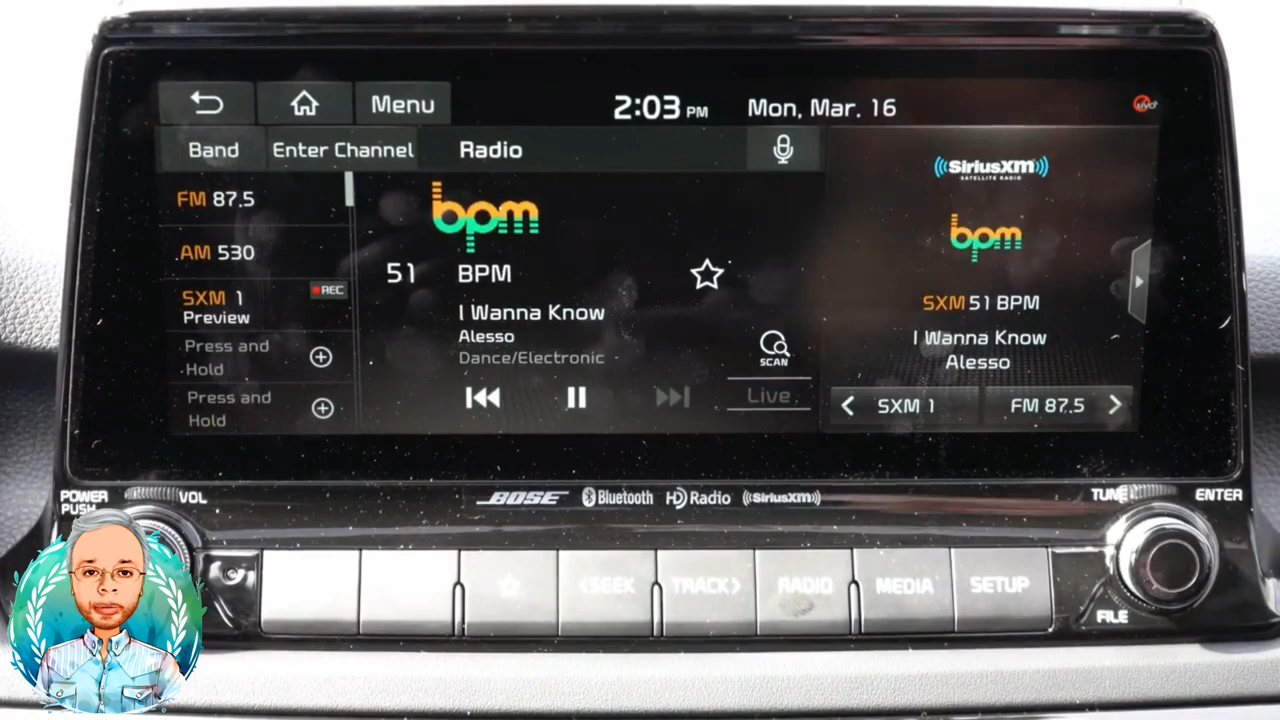 Menu
2:03 PM
Mon, Mar. 16
uvo
Band
Enter Channel
Radio
FM 87.5
AM 530
SXM 1
REC
Preview
Press and
Hold
Press and
Hold
bpm
51
BPM
I Wanna Know
Alesso
Dance/Electronic
SCAN
Live
SiriusXM
SATELLITE RADIO
bpm
SXM 51 BPM
I Wanna Know
Alesso
SXM 1
FM 87.5
POWER
PUSH
VOL
BOSE
Bluetooth
HD Radio
SiriusXM
TUNE
ENTER
<SEEK
TRACK>
RADIO
MEDIA
SETUP
FILE